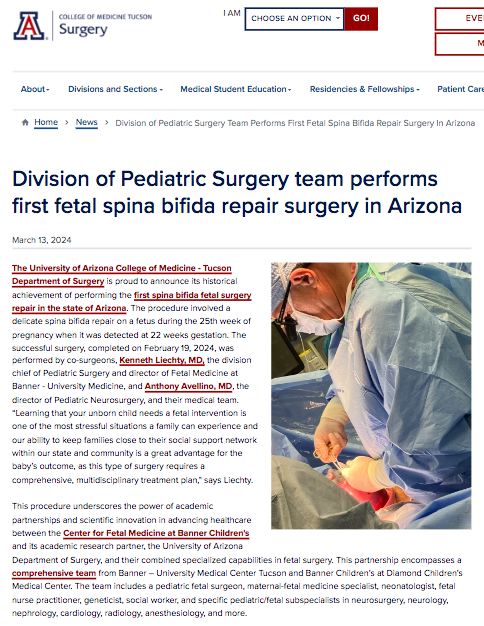 COLLEGE OF MEDICINE TUCSON
A Surgery
I AM CHOOSE AN OPTION GO!
EVE
M
About Divisions and Sections Medical Student Education Residencies & Fellowships Patient Care
Home > News > Division of Pediatric Surgery Team Performs First Fetal Spina Bifida Repair Surgery In Arizona
Division of Pediatric Surgery team performs
first fetal spina bifida repair surgery in Arizona
March 13, 2024
The University of Arizona College of Medicine - Tucson
Department of Surgery is proud to announce its historical
achievement of performing the first spina bifida fetal surgery
repair in the state of Arizona. The procedure involved a
delicate spina bifida repair on a fetus during the 25th week of
pregnancy when it was detected at 22 weeks gestation. The
successful surgery, completed on February 19, 2024, was
performed by co-surgeons, Kenneth Liechty, MD, the division
chief of Pediatric Surgery and director of Fetal Medicine at
Banner - University Medicine, and Anthony Avellino, MD, the
director of Pediatric Neurosurgery, and their medical team.
"Learning that your unborn child needs a fetal intervention is
one of the most stressful situations a family can experience and
our ability to keep families close to their social support network
within our state and community is a great advantage for the
baby's outcome, as this type of surgery requires a
comprehensive, multidisciplinary treatment plan," says Liechty.
This procedure underscores the power of academic
partnerships and scientific innovation in advancing healthcare
between the Center for Fetal Medicine at Banner Children's
and its academic research partner, the University of Arizona
Department of Surgery, and their combined specialized capabilities in fetal surgery. This partnership encompasses a
comprehensive team from Banner – University Medical Center Tucson and Banner Children's at Diamond Children's
Medical Center. The team includes a pediatric fetal surgeon, maternal-fetal medicine specialist, neonatologist, fetal
nurse practitioner, geneticist, social worker, and specific pediatric/fetal subspecialists in neurosurgery, neurology,
nephrology, cardiology, radiology, anesthesiology, and more.